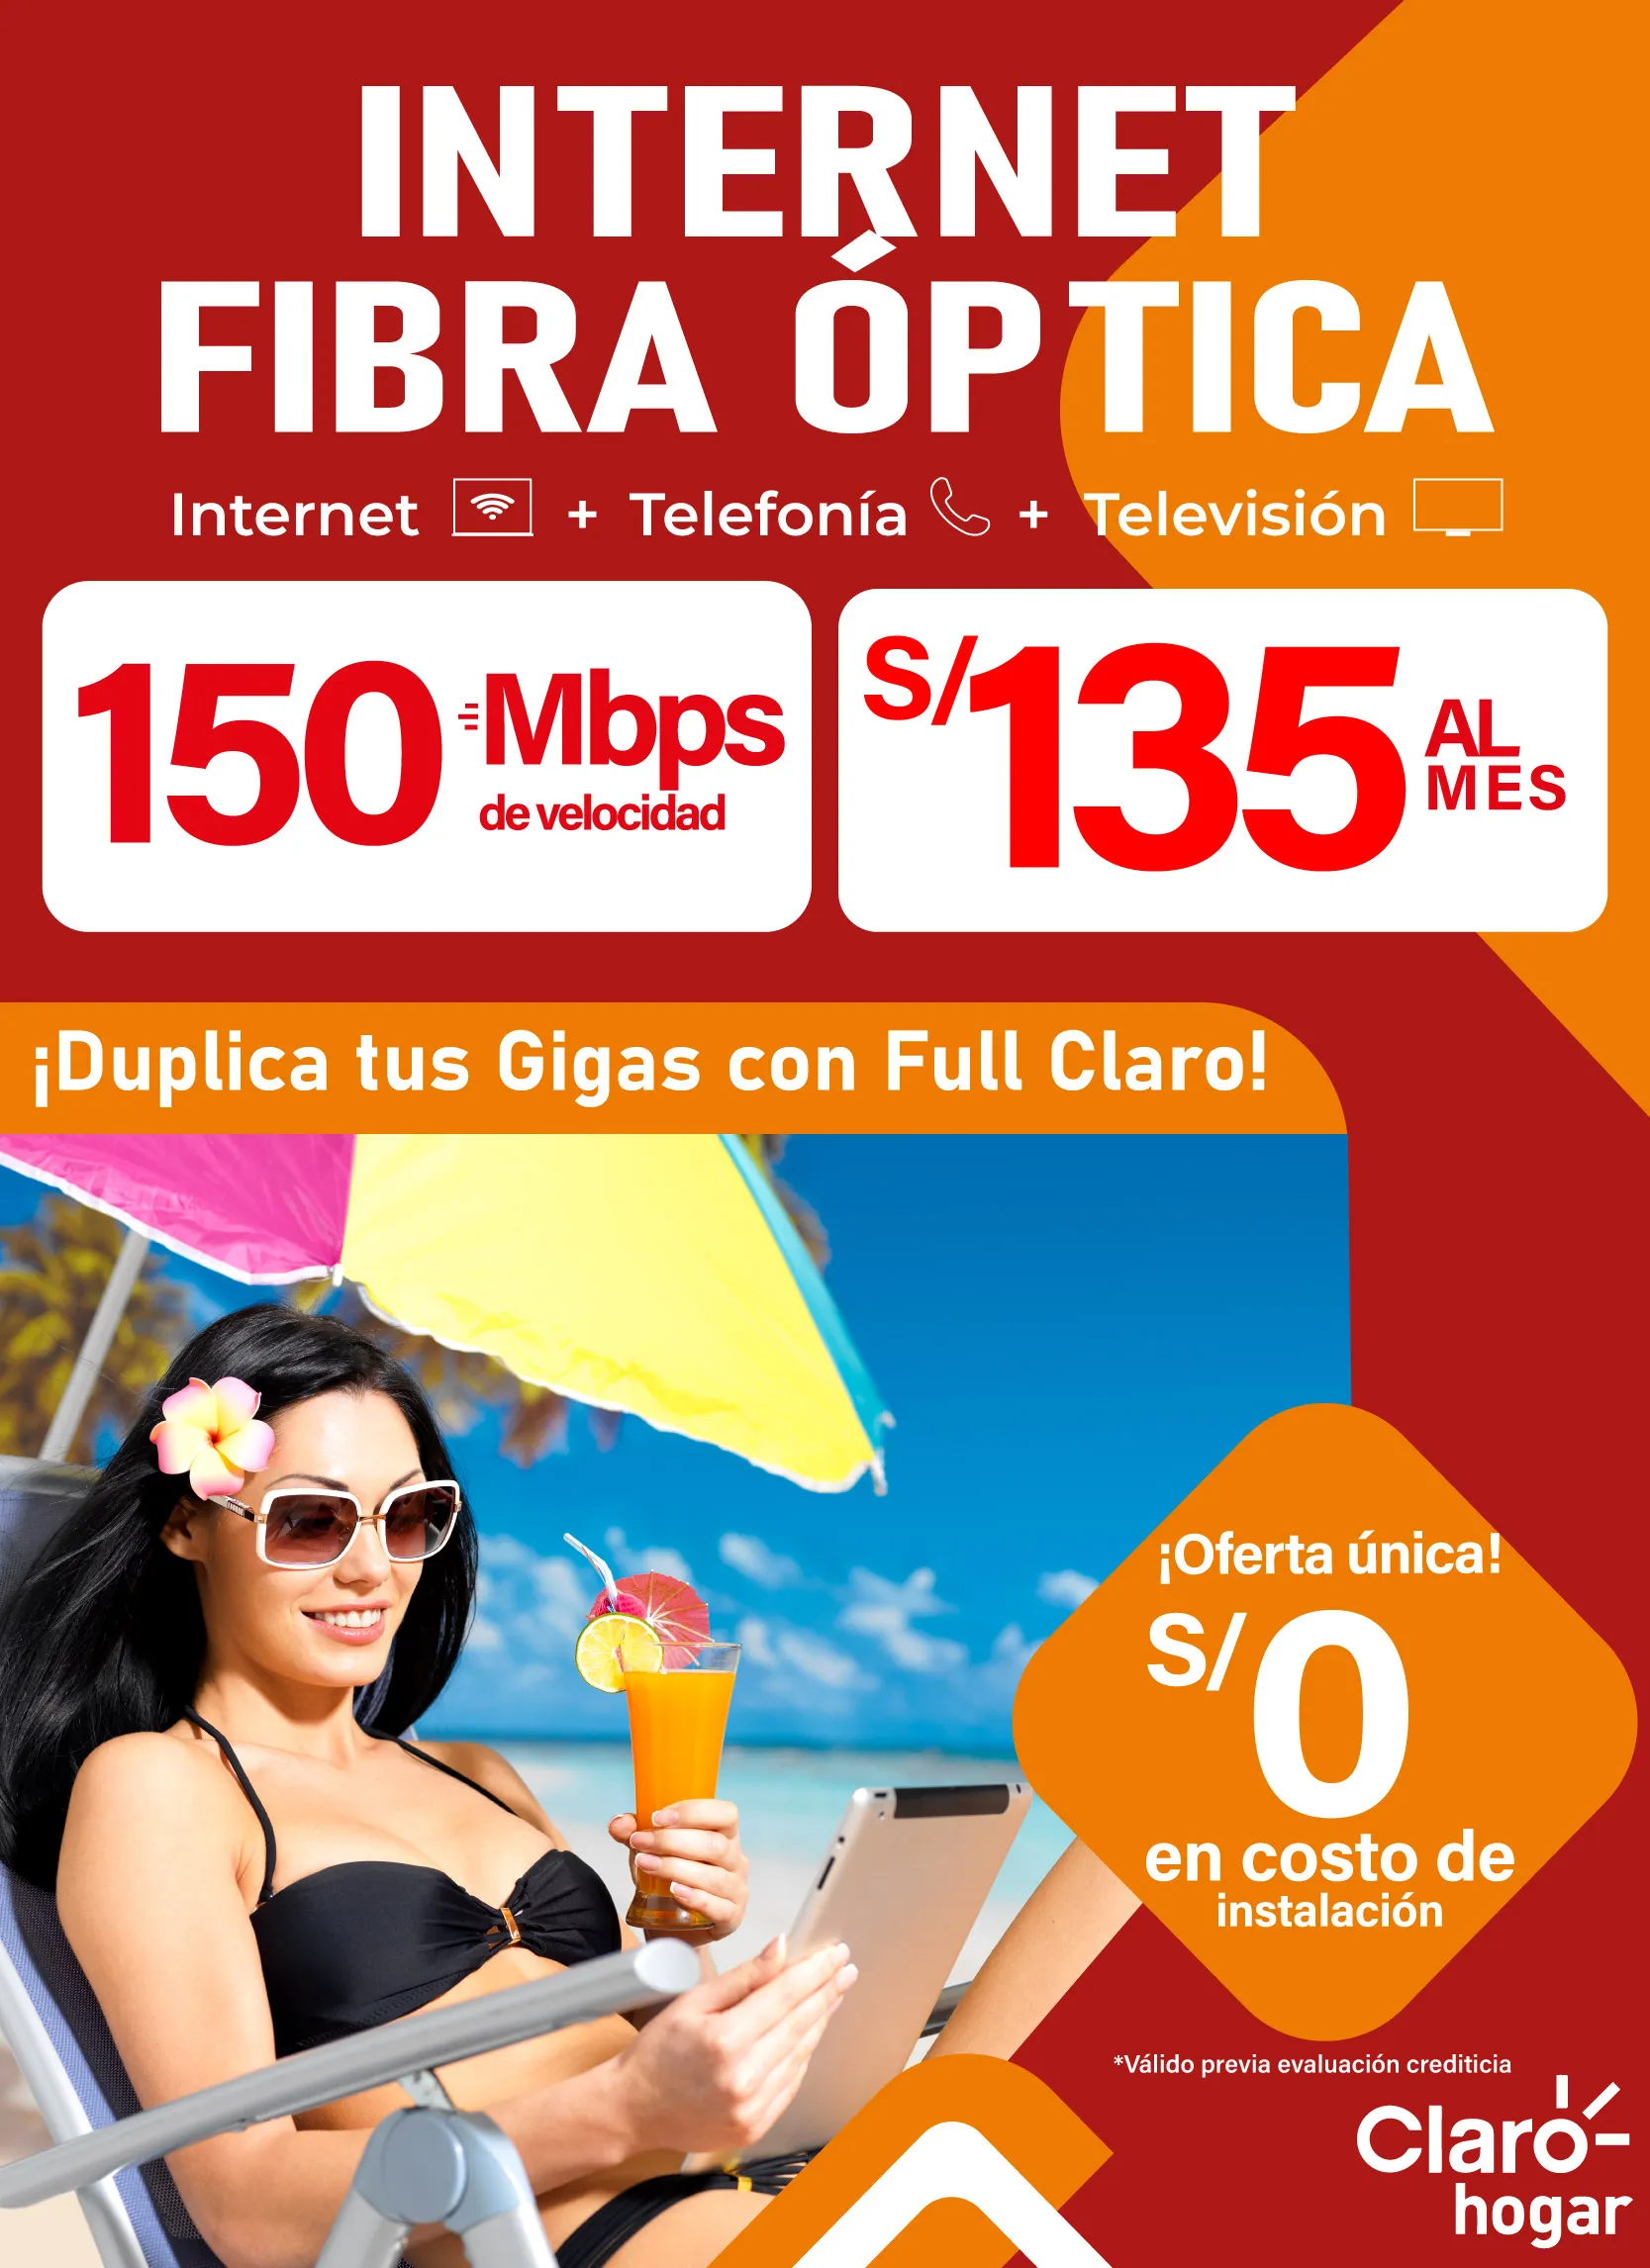 INTERNET
FIBRA ÓPTICA
Internet + Telefonía + Televisión
150 Mbps
de velocidad
S/135 AL
MES
¡Duplica tus Gigas con Full Claro!
¡Oferta única!
S/0
en costo de
instalación
*Válido previa evaluación crediticia
Claro
hogar